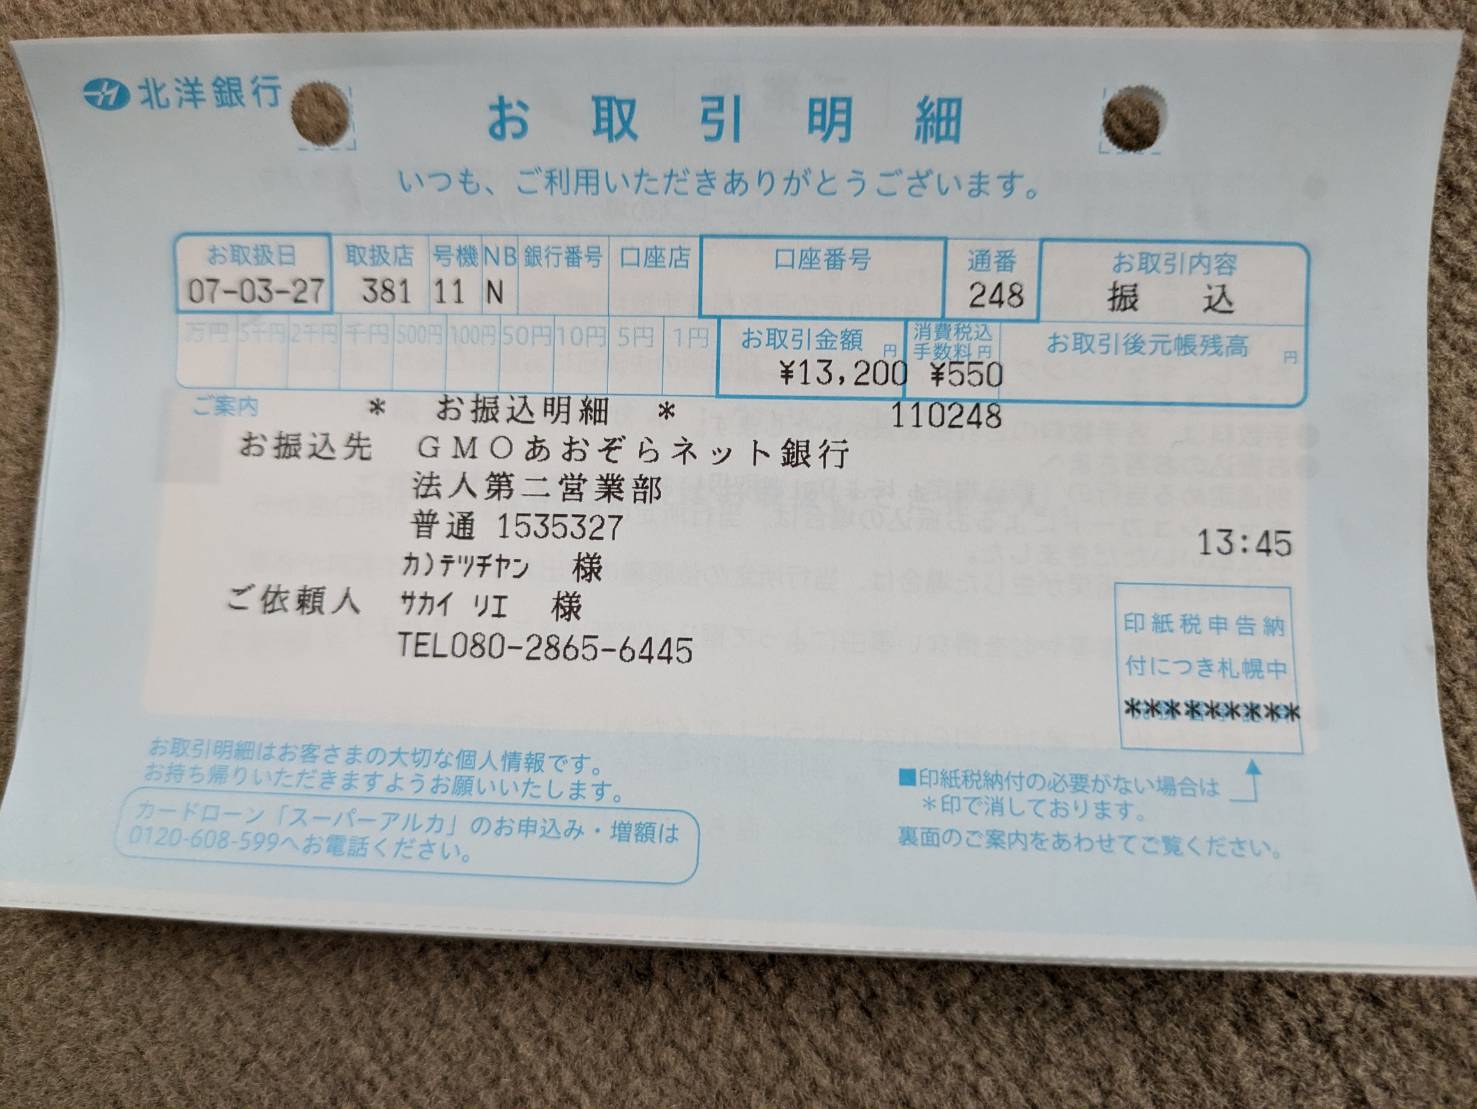 北洋銀行
お取引明細
いつも、ご利用いただきありがとうございます。
お取扱日 取扱店 号機 NB 銀行番号 口座店 口座番号 通番 お取引内容
07-03-27 381 11 N 248 振込
万円 5千円 2千円 千円 500円 100円 50円 10円 5円 1円 お取引金額 円 消費税込手数料円 お取引後元帳残高 円
¥13,200 ¥550
ご案内 * お振込明細 * 110248
お振込先 GMOあおぞらネット銀行
法人第二営業部
普通 1535327
13:45
カ)テツチヤン 様
ご依頼人 サカイ リエ 様
TEL080-2865-6445
印紙税申告納
付につき札幌中
*********
お取引明細はお客さまの大切な個人情報です。
お持ち帰りいただきますようお願いいたします。
カードローン「スーパーアルカ」のお申込み・増額は
0120-608-599へお電話ください。
■印紙税納付の必要がない場合は
*印で消しております。
裏面のご案内をあわせてご覧ください。